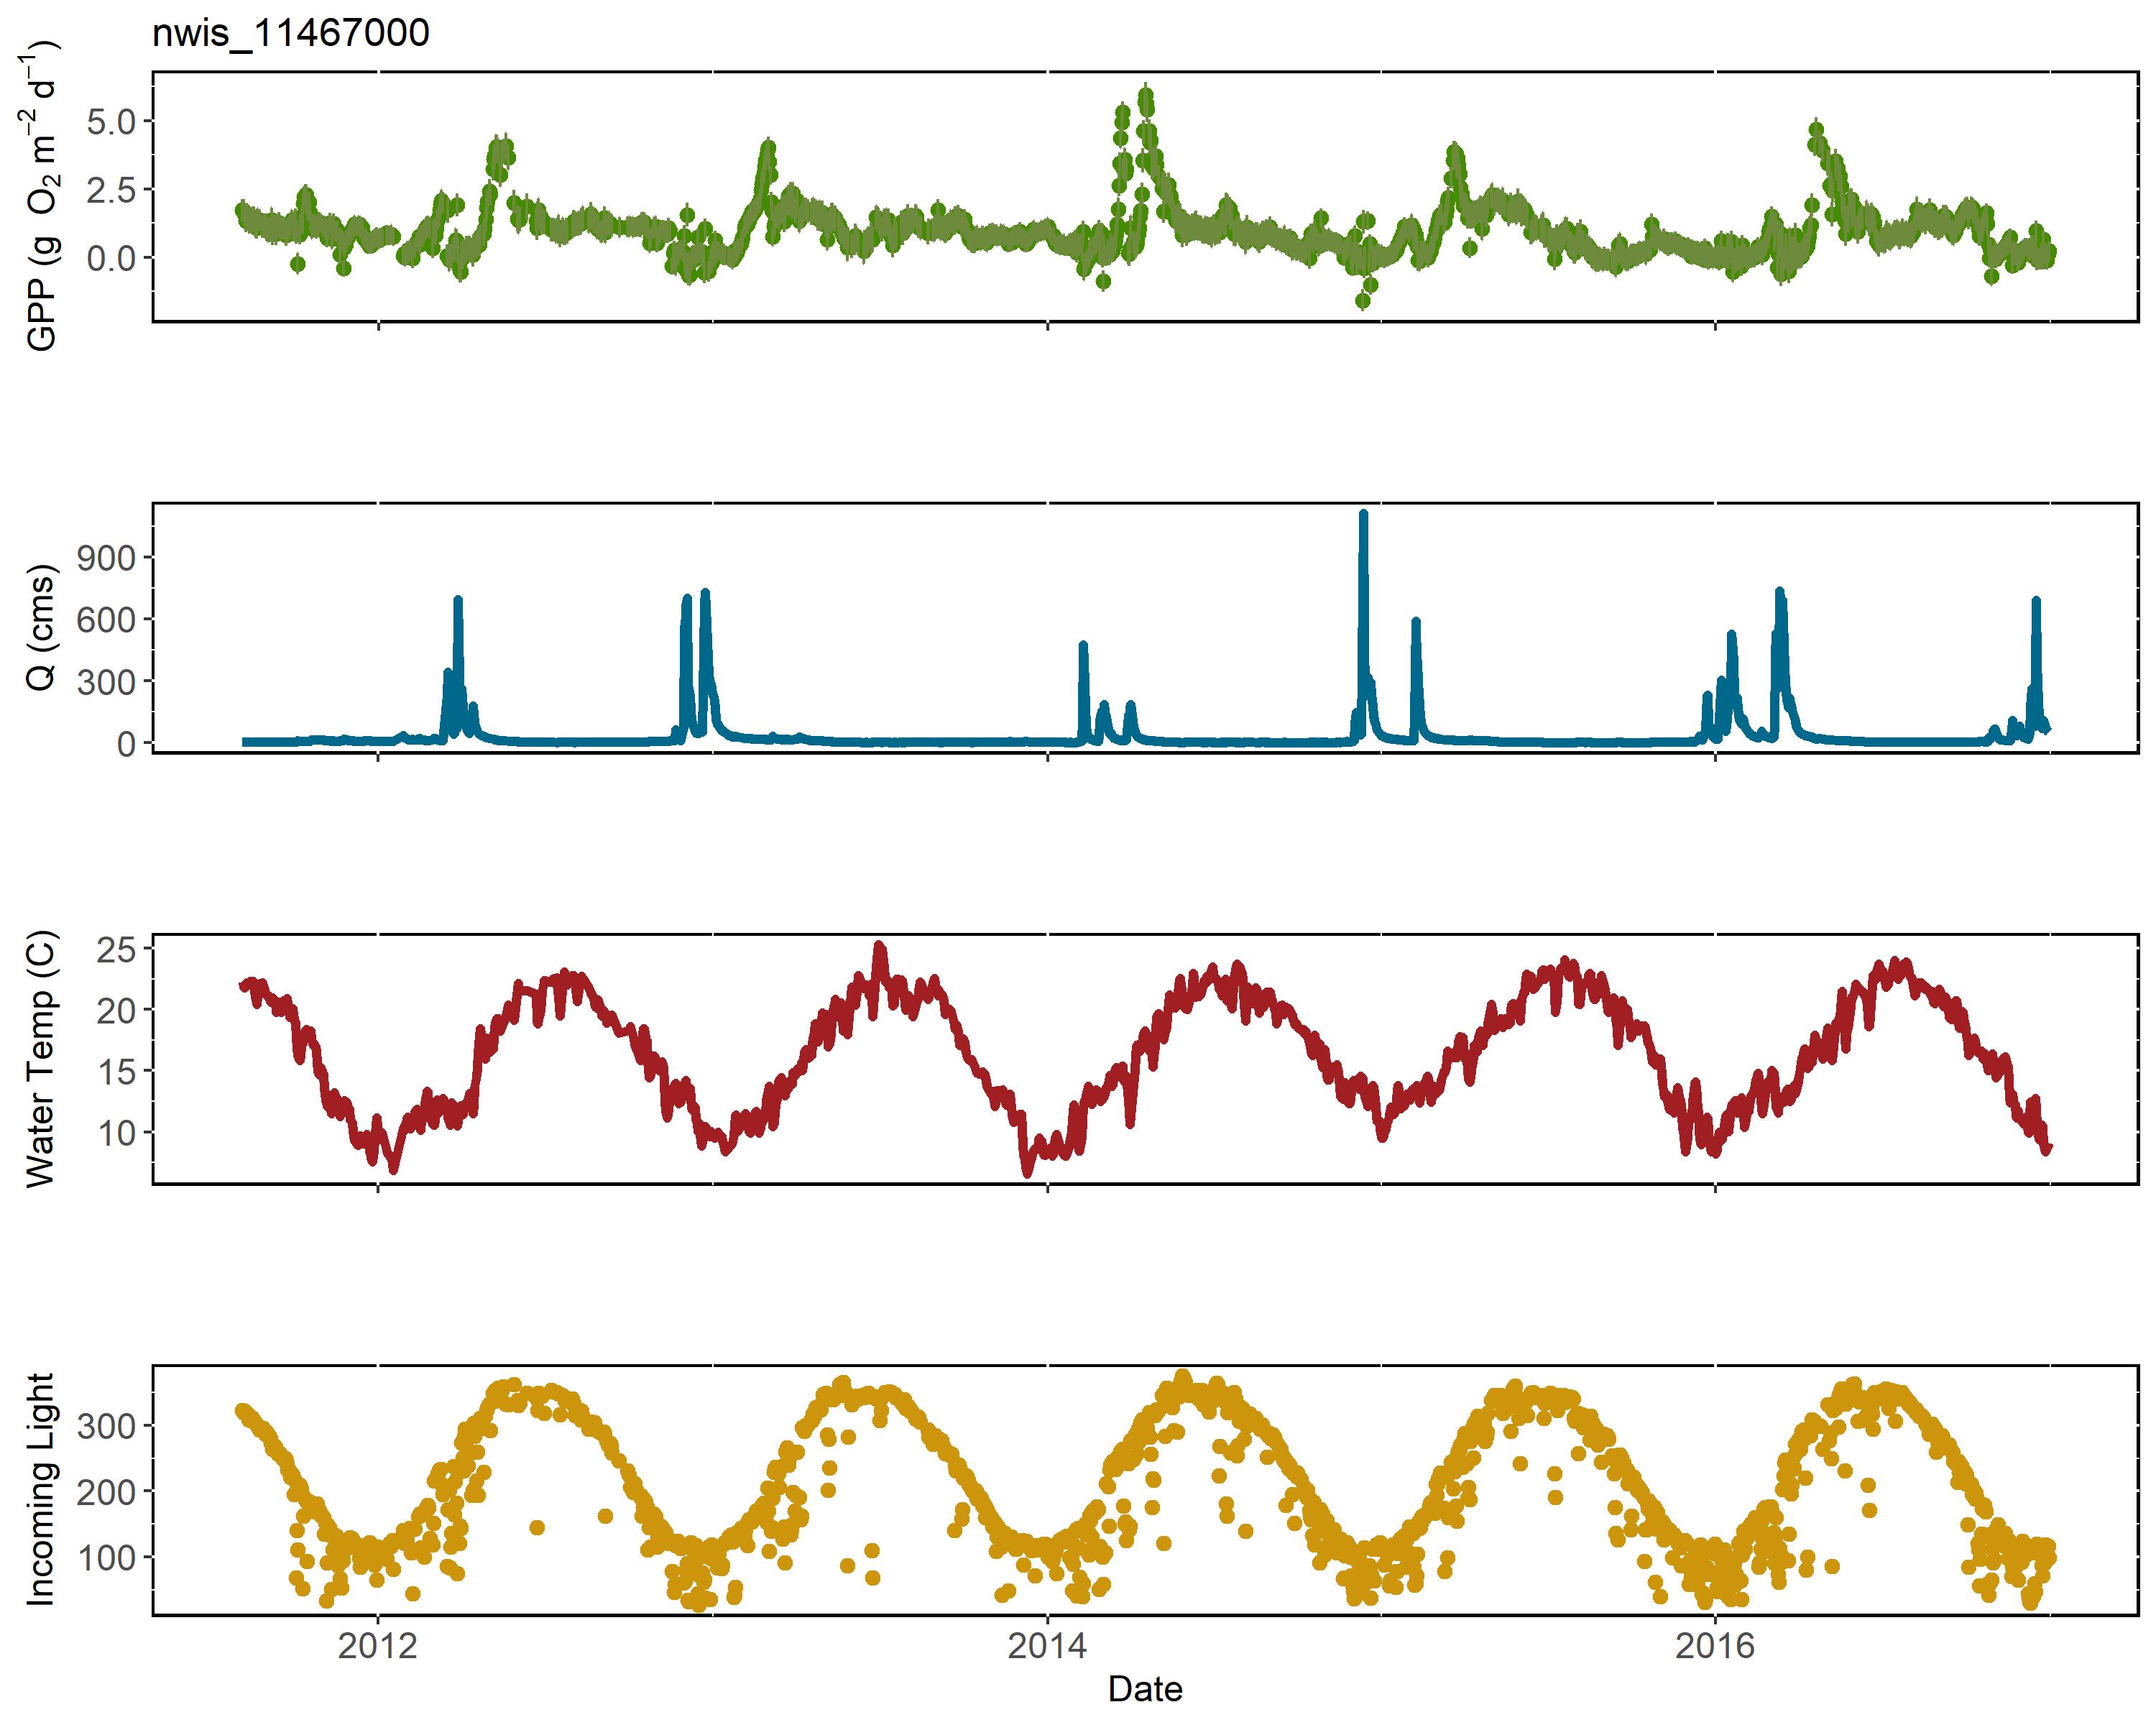 nwis_11467000
GPP (g O₂ m⁻² d⁻¹)
5.0
2.5
0.0
Q (cms)
900
600
300
0
Water Temp (C)
25
20
15
10
Incoming Light
300
200
100
2012 2014 2016
Date